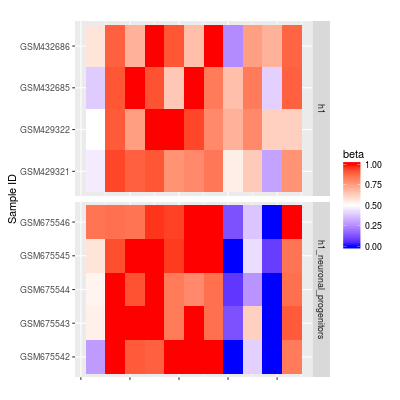 GSM432686
GSM432685
GSM429322
GSM429321
h1
GSM675546
GSM675545
GSM675544
GSM675543
GSM675542
h1_neuronal_progenitors
Sample ID
beta
1.00
0.75
0.50
0.25
0.00